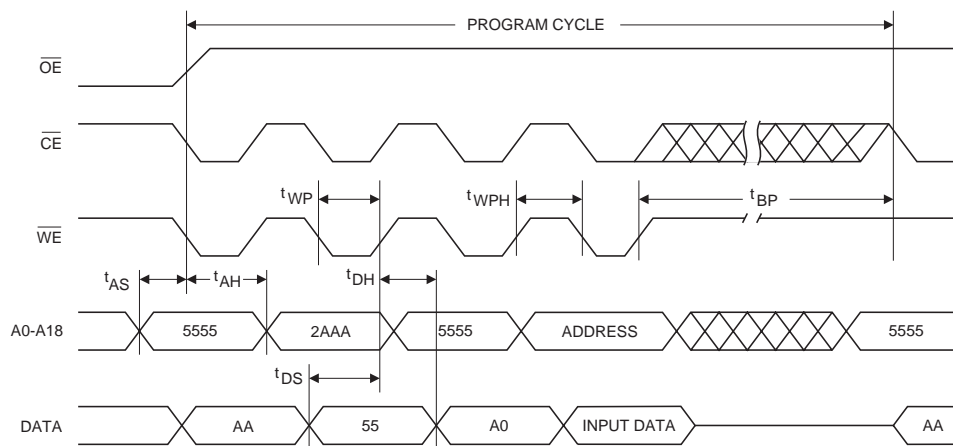 PROGRAM CYCLE
OE
CE
tWP
tWPH
tBP
WE
tAS
tAH
tDH
A0-A18
5555
2AAA
5555
ADDRESS
5555
tDS
DATA
AA
55
A0
INPUT DATA
AA